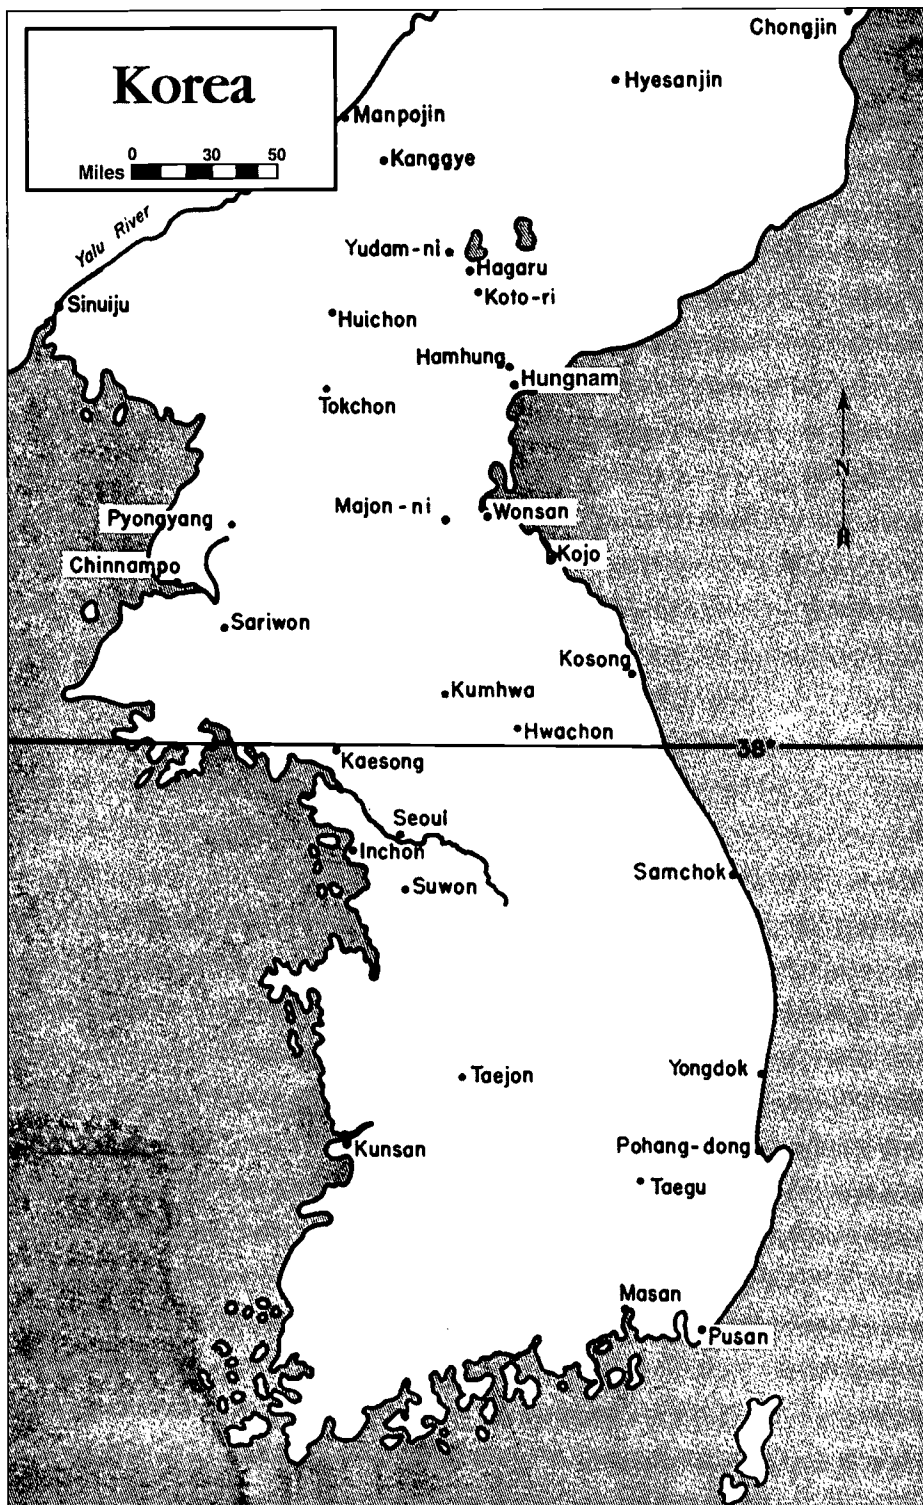 Korea
0 30 50
Miles
Chongjin
Hyesanjin
Manpojin
Kanggye
Yalu River
Yudam-ni
Hagaru
Koto-ri
Sinuiju
Huichon
Hamhung
Hungnam
Tokchon
N
Majon-ni
Wonsan
Pyongyang
Kojo
Chinnampo
Sariwon
Kosong
Kumhwa
Hwachon
38°
Kaesong
Seoul
Inchon
Samchok
Suwon
Taejon
Yongdok
Kunsan
Pohang-dong
Taegu
Masan
Pusan